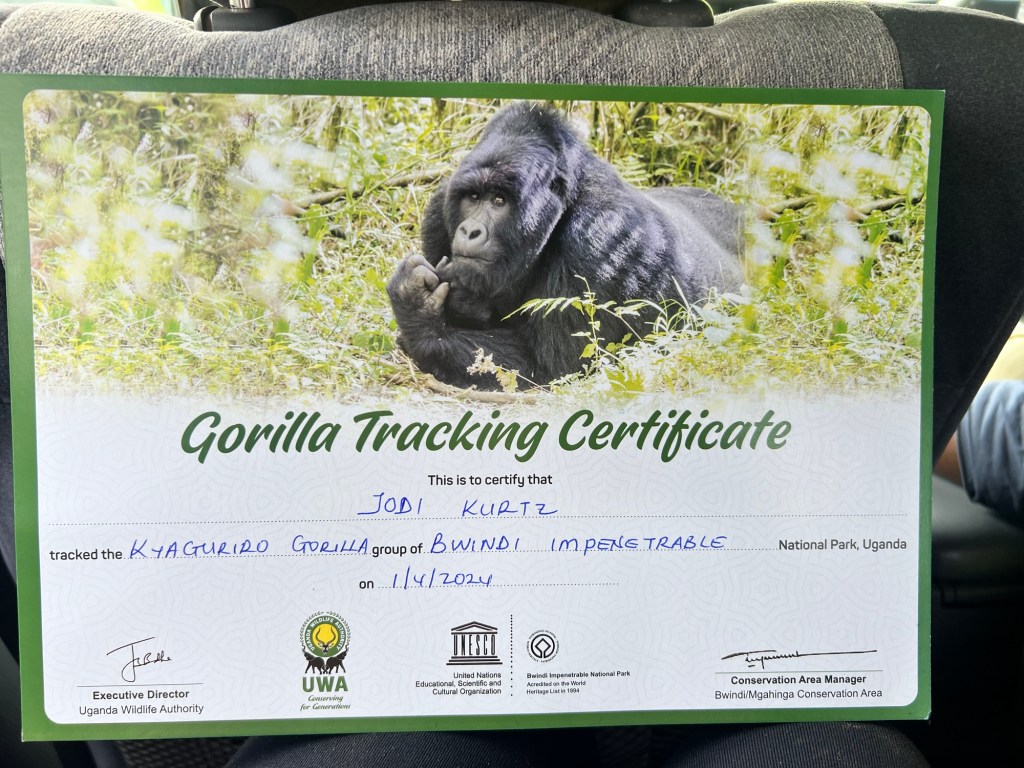 Gorilla Tracking Certificate
This is to certify that
JODI KURTZ
tracked the KYAGURIRO GORILLA group of BWINDI IMPENETRABLE National Park, Uganda
on 1/4/2024
Executive Director
Uganda Wildlife Authority
UGANDA WILDLIFE AUTHORITY
UWA
Conserving
for Generations
UNESCO
United Nations
Educational, Scientific and
Cultural Organization
Bwindi Impenetrable National Park
Accredited on the World
Heritage List in 1994
Conservation Area Manager
Bwindi/Mgahinga Conservation Area